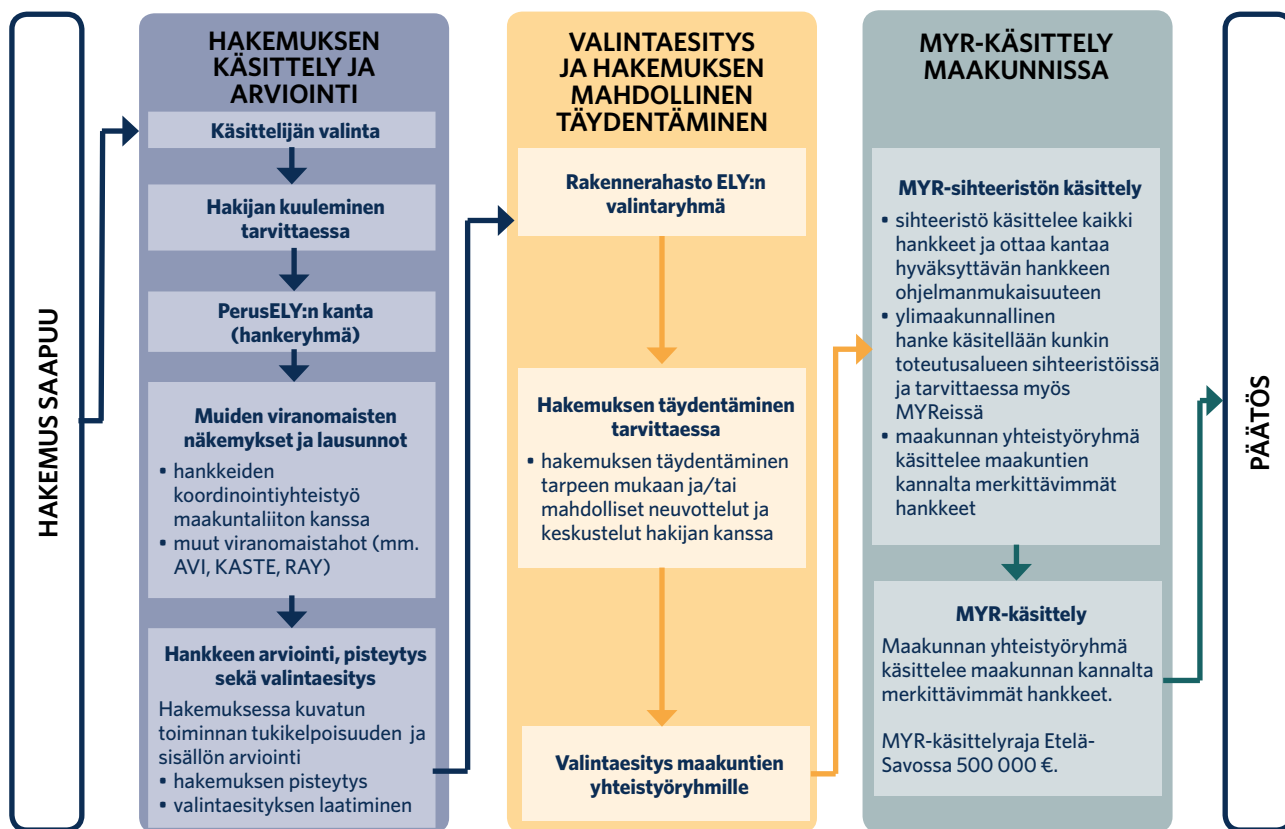 HAKEMUS SAAPUU
HAKEMUKSEN
KÄSITTELY JA
ARVIOINTI
Käsittelijän valinta
Hakijan kuuleminen
tarvittaessa
PerusELY:n kanta
(hankeryhmä)
Muiden viranomaisten
näkemykset ja lausunnot
• hankkeiden
koordinointiyhteistyö
maakuntaliiton kanssa
• muut viranomaistahot (mm.
AVI, KASTE, RAY)
Hankkeen arviointi, pisteytys
sekä valintaesitys
Hakemuksessa kuvatun
toiminnan tukikelpoisuuden ja
sisällön arviointi
• hakemuksen pisteytys
• valintaesityksen laatiminen
VALINTAESITYS
JA HAKEMUKSEN
MAHDOLLINEN
TÄYDENTÄMINEN
Rakennerahasto ELY:n
valintaryhmä
Hakemuksen täydentäminen
tarvittaessa
• hakemuksen täydentäminen
tarpeen mukaan ja/tai
mahdolliset neuvottelut ja
keskustelut hakijan kanssa
Valintaesitys maakuntien
yhteistyöryhmille
MYR-KÄSITTELY
MAAKUNNISSA
MYR-sihteeristön käsittely
• sihteeristö käsittelee kaikki
hankkeet ja ottaa kantaa
hyväksyttävän hankkeen
ohjelmanmukaisuuteen
• ylimaakunnallinen
hanke käsitellään kunkin
toteutusalueen sihteeristöissä
ja tarvittaessa myös
MYReissä
• maakunnan yhteistyöryhmä
käsittelee maakuntien
kannalta merkittävimmät
hankkeet
MYR-käsittely
Maakunnan yhteistyöryhmä
käsittelee maakunnan kannalta
merkittävimmät hankkeet.
MYR-käsittelyraja Etelä-
Savossa 500 000 €.
PÄÄTÖS